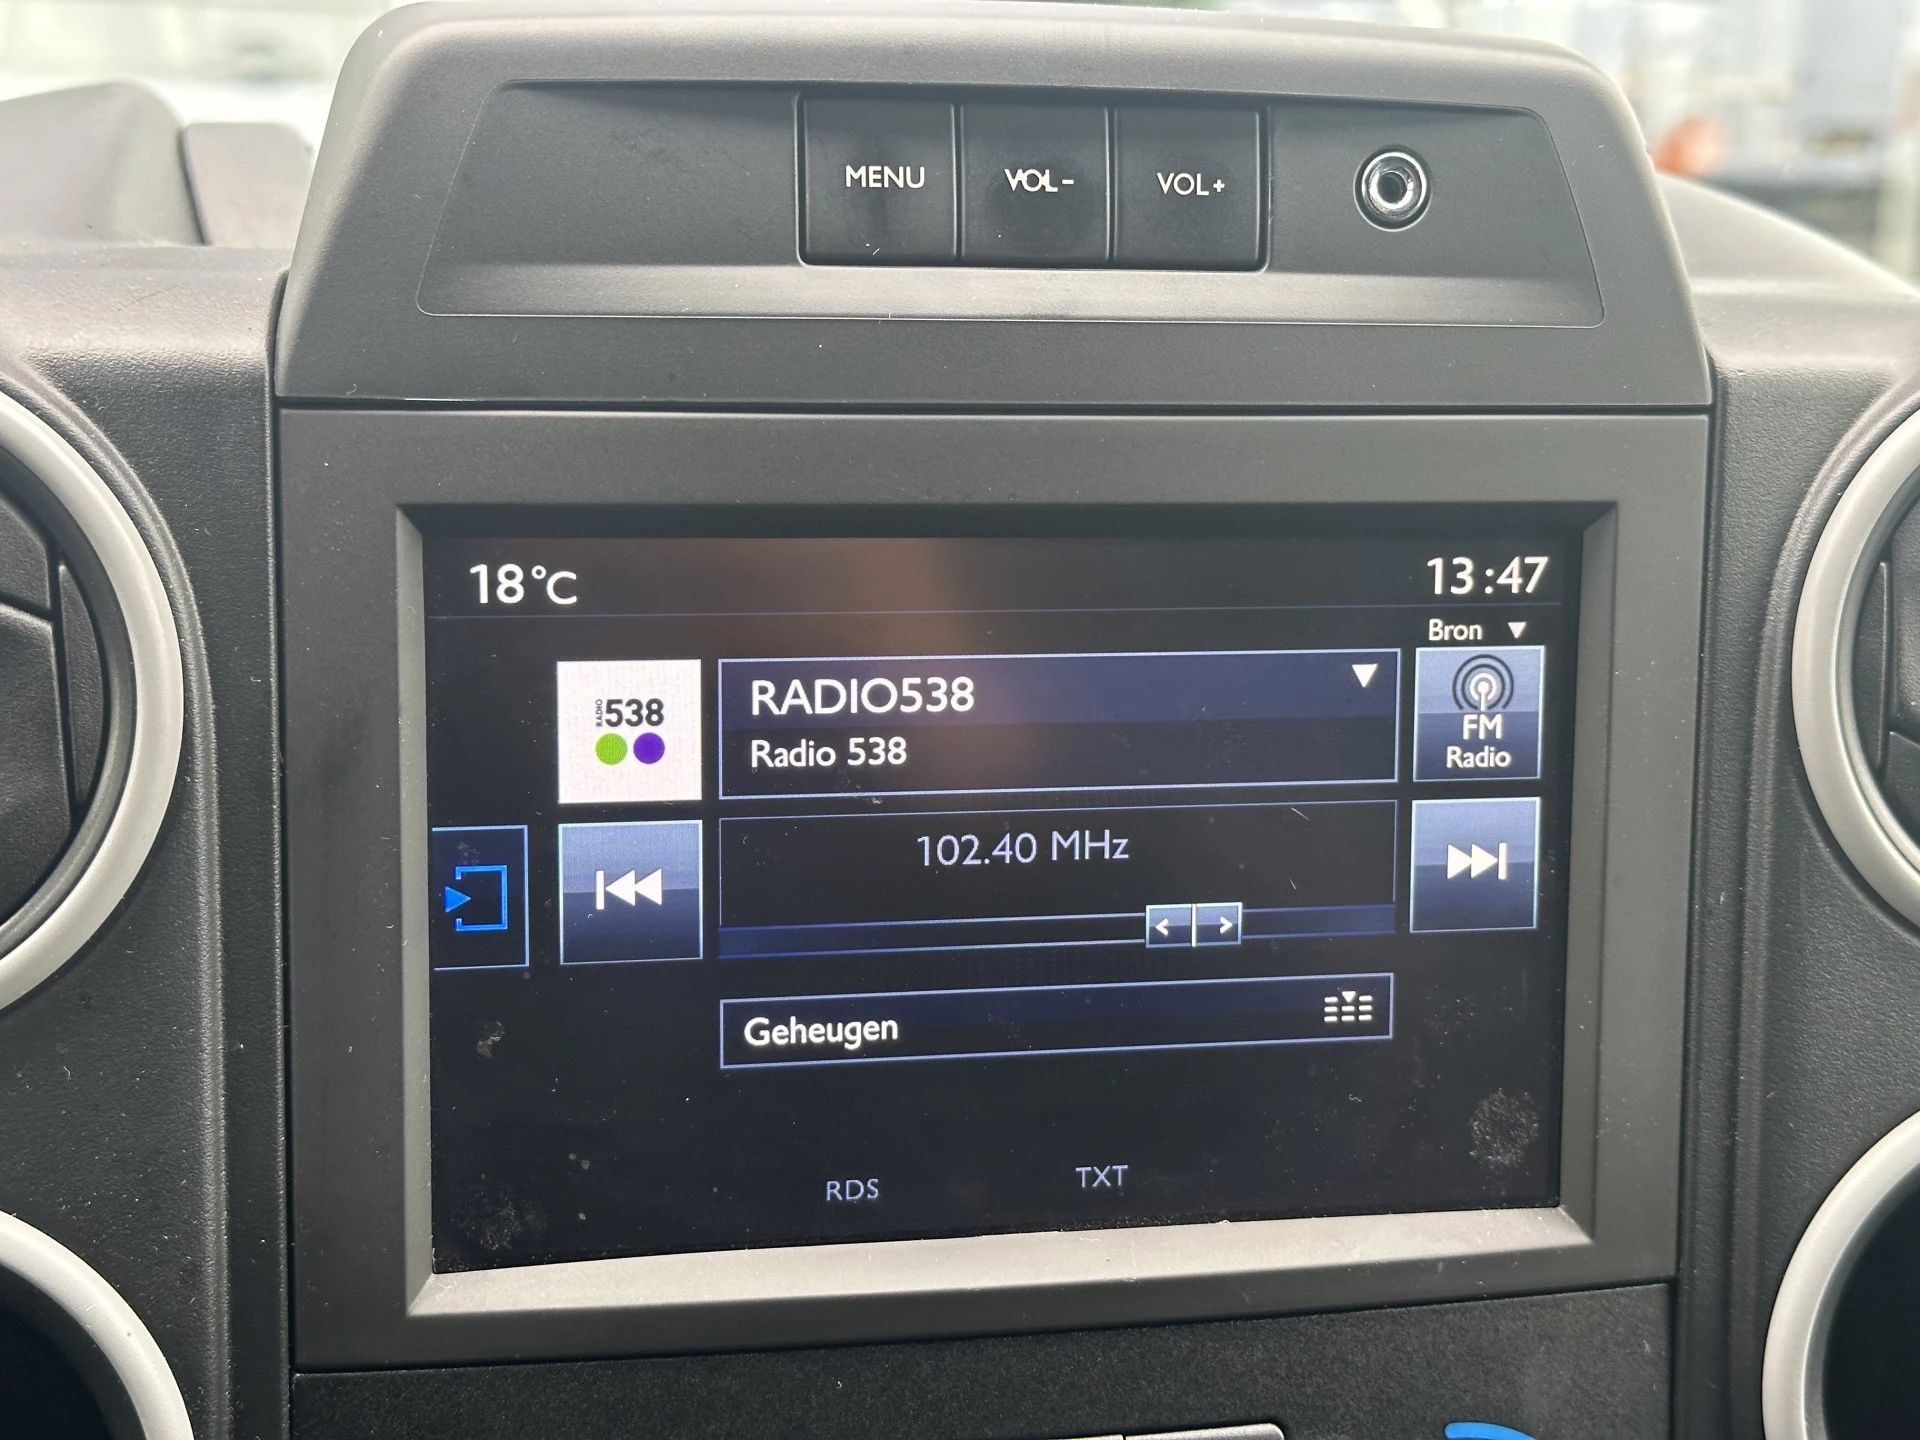 MENU
VOL-
VOL+
18°C
13:47
Bron
RADIO 538
RADIO538
Radio 538
FM
Radio
102.40 MHz
Geheugen
RDS
TXT